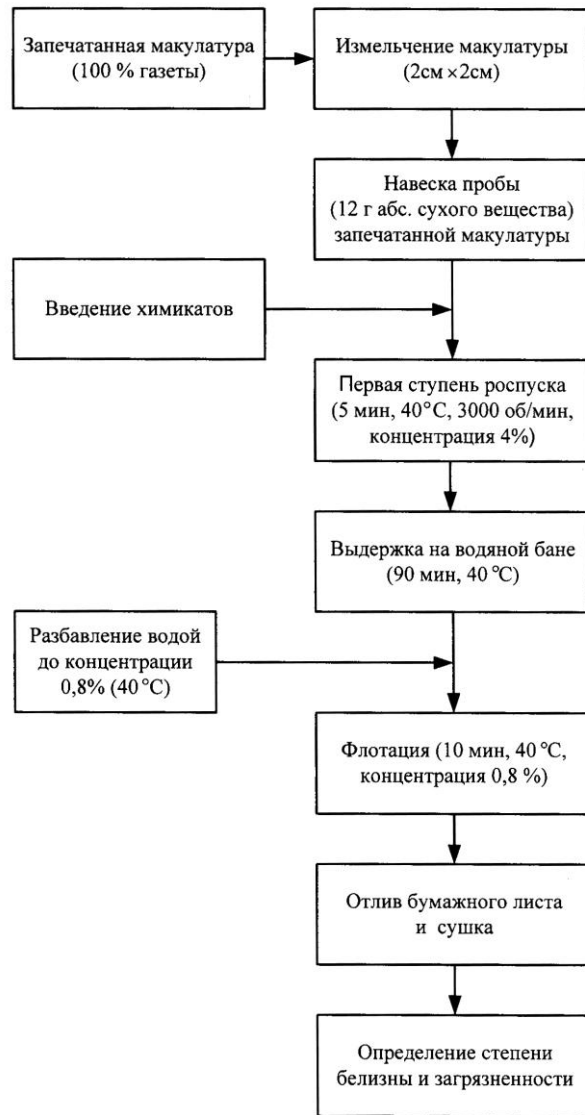 Запечатанная макулатура
(100 % газеты)
Измельчение макулатуры
(2см ×2см)
Навеска пробы
(12 г абс. сухого вещества)
запечатанной макулатуры
Введение химикатов
Первая ступень роспуска
(5 мин, 40°С, 3000 об/мин,
концентрация 4%)
Выдержка на водяной бане
(90 мин, 40 °С)
Разбавление водой
до концентрации
0,8% (40 °С)
Флотация (10 мин, 40 °С,
концентрация 0,8 %)
Отлив бумажного листа
и сушка
Определение степени
белизны и загрязненности